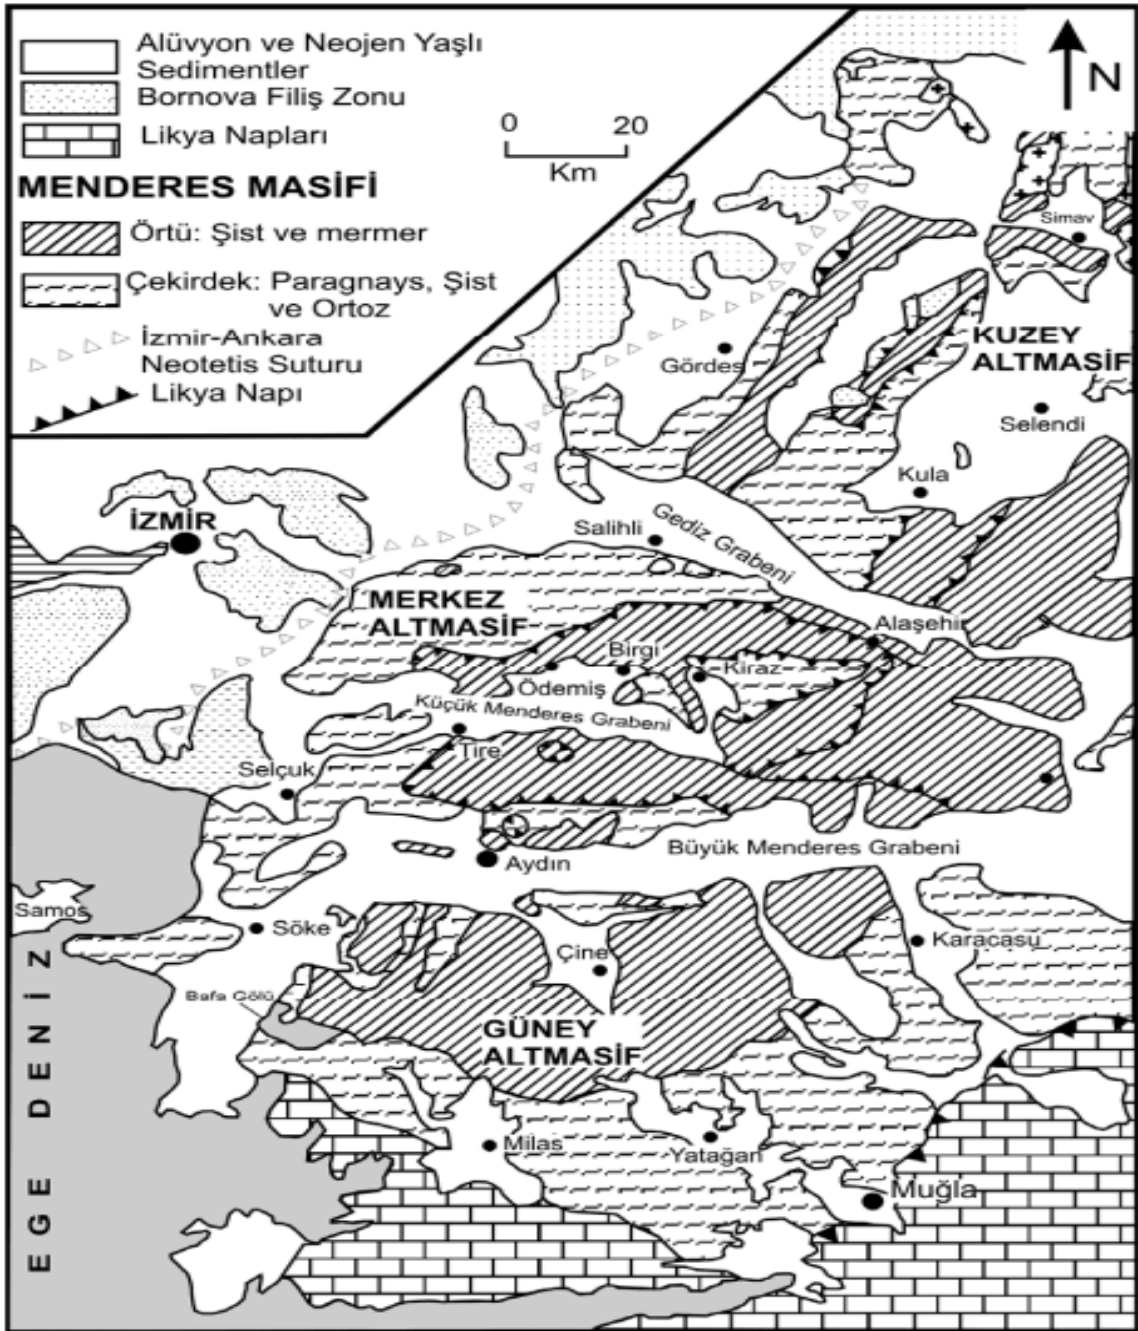 Alüvyon ve Neojen Yaşlı
Sedimentler
Bornova Filiş Zonu
Likya Napları
0 20
Km
N
MENDERES MASİFİ
Örtü: Şist ve mermer
Çekirdek: Paragnays, Şist
ve Ortoz
İzmir-Ankara
Neotetis Suturu
Likya Napı
Simav
KUZEY
ALTMASİF
Gördes
Selendi
Kula
İZMİR
Salihli
Gediz Grabeni
MERKEZ
ALTMASİF
Alaşehir
Birgi
Kiraz
Ödemiş
Küçük Menderes Grabeni
Tire
Selçuk
Büyük Menderes Grabeni
Aydın
Samos
Söke
Karacasu
Çine
Bafa Gölü
GÜNEY
ALTMASİF
EGE DENİZ
Milas
Yatağan
Muğla